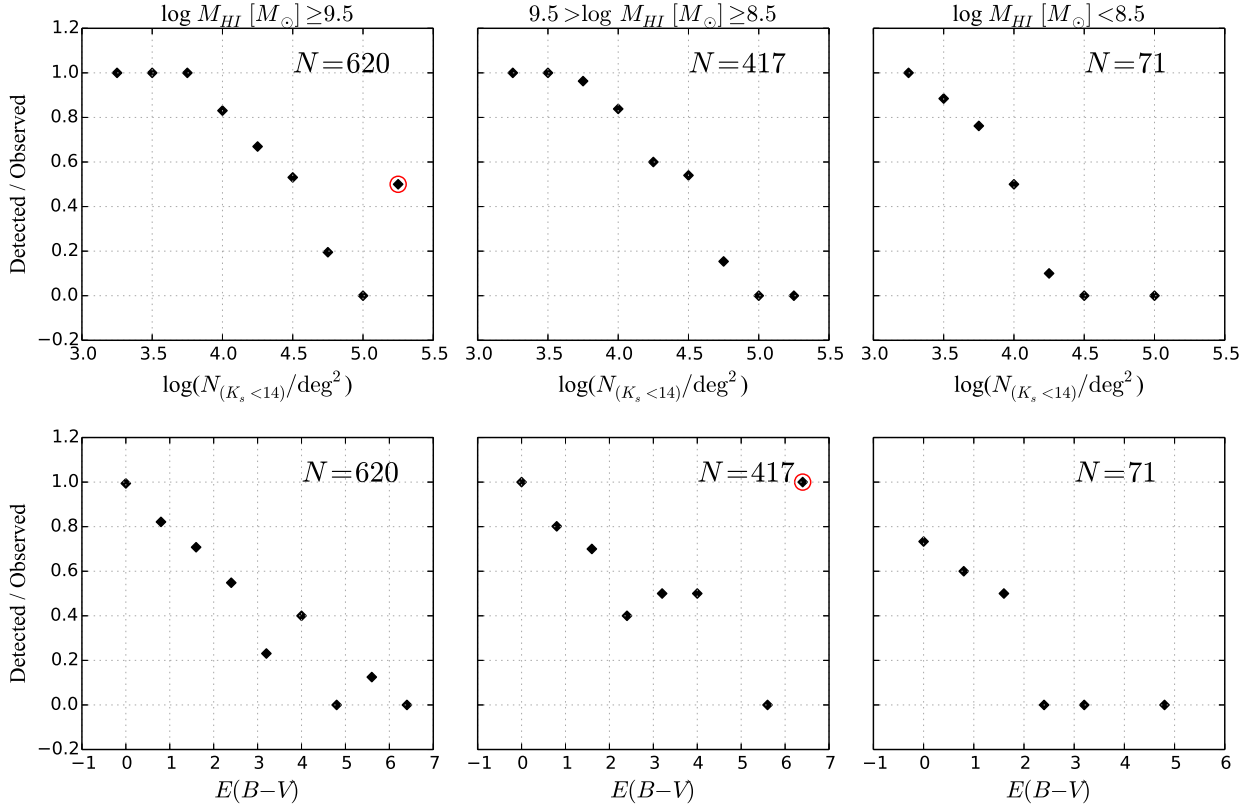 log M_HI [M_⊙] ≥9.5
9.5 >log M_HI [M_⊙] ≥8.5
log M_HI [M_⊙] <8.5
Detected / Observed
1.2
1.0
0.8
0.6
0.4
0.2
0.0
−0.2
N=620
3.0 3.5 4.0 4.5 5.0 5.5
log(N_(K_s <14)/deg²)
N=417
3.0 3.5 4.0 4.5 5.0 5.5
log(N_(K_s <14)/deg²)
N=71
3.0 3.5 4.0 4.5 5.0 5.5
log(N_(K_s <14)/deg²)
Detected / Observed
1.2
1.0
0.8
0.6
0.4
0.2
0.0
−0.2
N=620
−1 0 1 2 3 4 5 6 7
E(B−V)
N=417
−1 0 1 2 3 4 5 6 7
E(B−V)
N=71
−1 0 1 2 3 4 5 6
E(B−V)